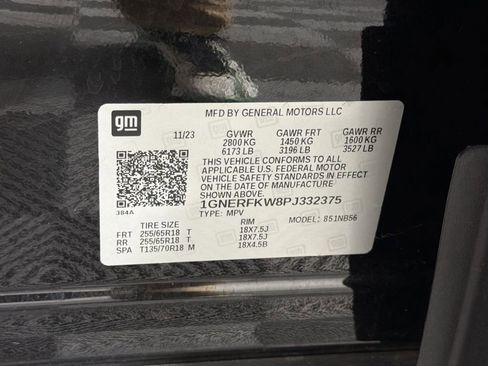 gm
MFD BY GENERAL MOTORS LLC
11/23 GVWR GAWR FRT GAWR RR
2800 KG 1450 KG 1600 KG
6173 LB 3196 LB 3527 LB
THIS VEHICLE CONFORMS TO ALL
APPLICABLE U.S. FEDERAL MOTOR
VEHICLE SAFETY STANDARDS IN EFFECT
ON THE DATE OF MANUFACTURE
SHOWN ABOVE.
1GNERFKW8PJ332375
384A TYPE: MPV 851NB56
TIRE SIZE RIM
FRT 255/65R18 T 18X7.5J
RR 255/65R18 T 18X7.5J
SPA T135/70R18 M 18X4.5B